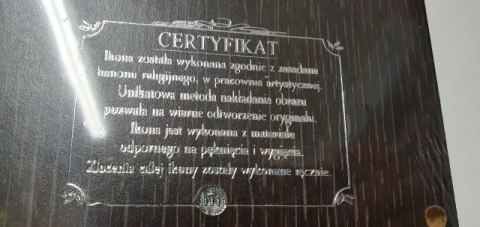 CERTYFIKAT
Ikona została wykonana zgodnie z zasadami
kanonu religijnego, w pracowni artystycznej.
Unikatowa metoda nakładania obrazu
pozwala na wierne odtworzenie oryginału.
Ikona jest wykonana z materiału
odpornego na pęknięcia i wygięcia.
Złocenia całej ikony zostały wykonane ręcznie.